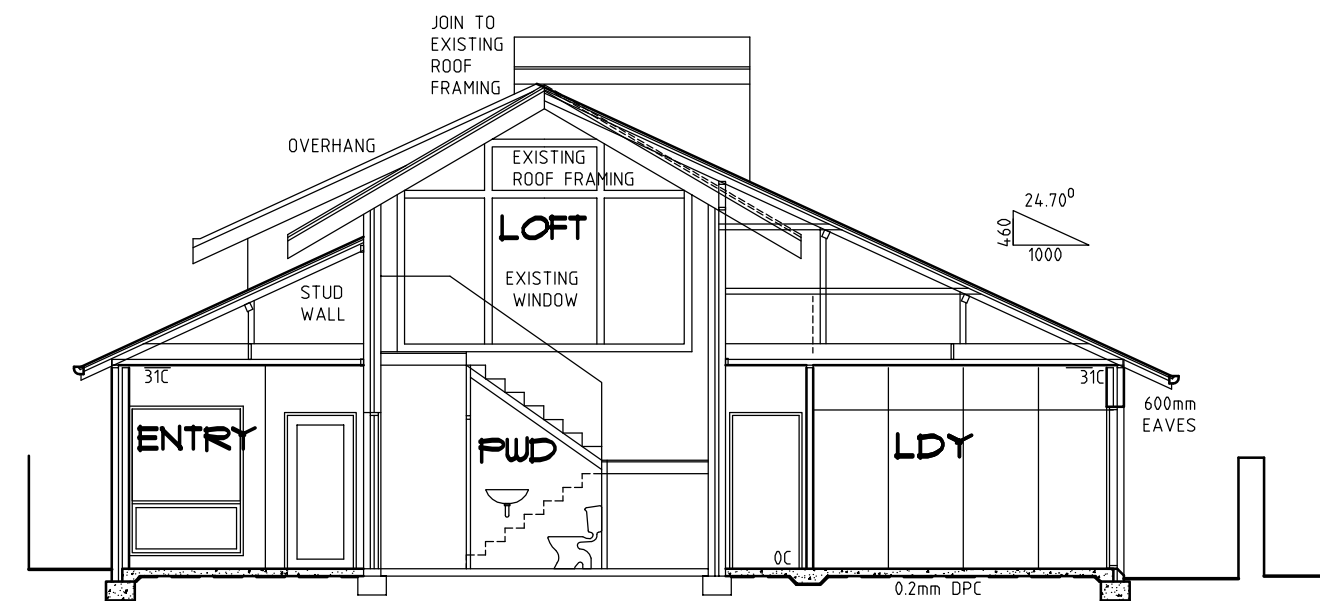 JOIN TO
EXISTING
ROOF
FRAMING
OVERHANG
EXISTING
ROOF FRAMING
24.70⁰
460
1000
LOFT
EXISTING
WINDOW
STUD
WALL
31C
31C
600mm
EAVES
ENTRY
PWD
LDY
0C
0.2mm DPC